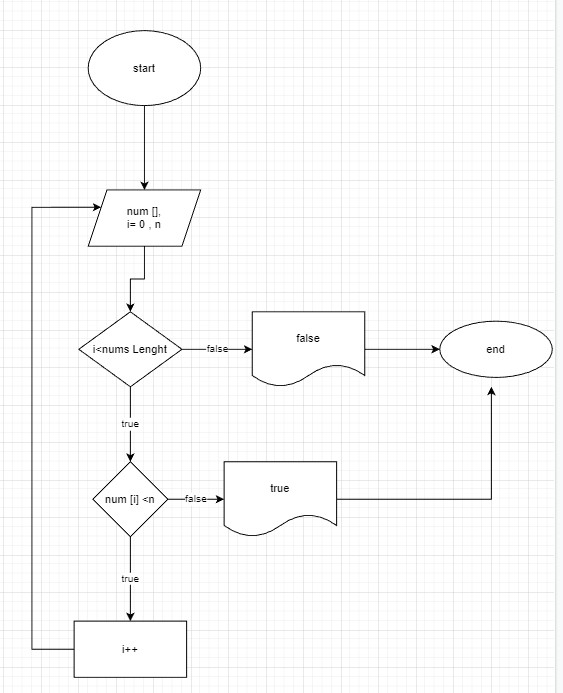 start
num [],
i= 0 , n
i<nums Lenght
false
false
end
true
num [i] <n
false
true
true
i++